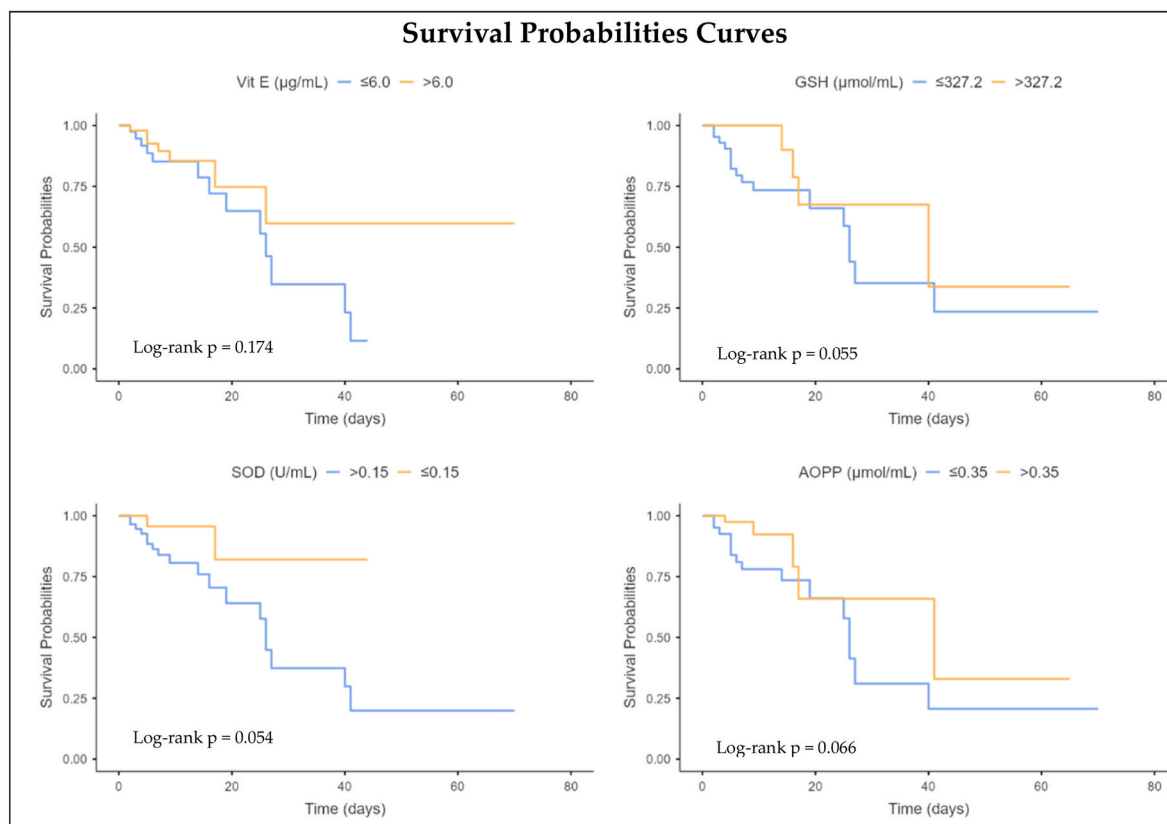 Survival Probabilities Curves
Vit E (µg/mL) ≤6.0 >6.0
1.00
0.75
0.50
0.25
0.00
Survival Probabilities
Log-rank p = 0.174
0 20 40 60 80
Time (days)
GSH (µmol/mL) ≤327.2 >327.2
1.00
0.75
0.50
0.25
0.00
Survival Probabilities
Log-rank p = 0.055
0 20 40 60 80
Time (days)
SOD (U/mL) >0.15 ≤0.15
1.00
0.75
0.50
0.25
0.00
Survival Probabilities
Log-rank p = 0.054
0 20 40 60 80
Time (days)
AOPP (µmol/mL) ≤0.35 >0.35
1.00
0.75
0.50
0.25
0.00
Survival Probabilities
Log-rank p = 0.066
0 20 40 60 80
Time (days)